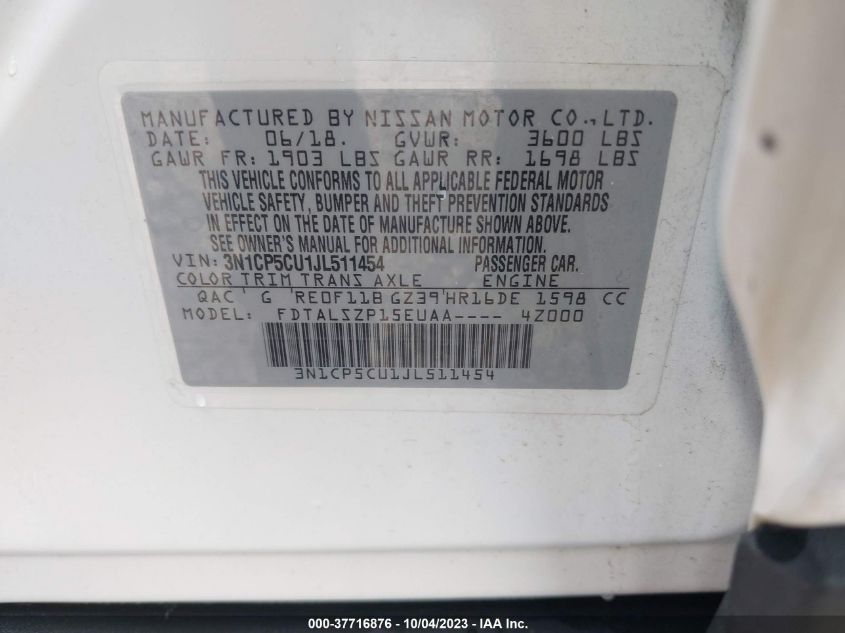 MANUFACTURED BY NISSAN MOTOR CO.,LTD.
DATE: 06/18. GVWR: 3600 LBS
GAWR FR: 1903 LBS GAWR RR: 1698 LBS
THIS VEHICLE CONFORMS TO ALL APPLICABLE FEDERAL MOTOR
VEHICLE SAFETY, BUMPER AND THEFT PREVENTION STANDARDS
IN EFFECT ON THE DATE OF MANUFACTURE SHOWN ABOVE.
SEE OWNER'S MANUAL FOR ADDITIONAL INFORMATION.
VIN: 3N1CP5CU1JL511454 PASSENGER CAR.
COLOR TRIM TRANS AXLE ENGINE
QAC G RE0F11B GZ39 HR16DE 1598 CC
MODEL: FDTALSZP15EUAA---- 4Z000
3N1CP5CU1JL511454
000-37716876 - 10/04/2023 - IAA Inc.